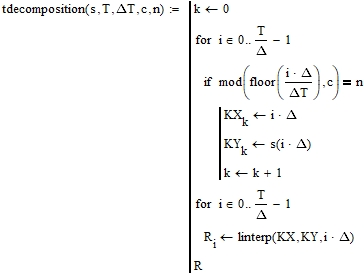 tdecomposition(s,T,ΔT,c,n) := k ← 0
for i ∈ 0.. T/Δ − 1
if mod(floor(i·Δ/ΔT),c) = n
KX_k ← i·Δ
KY_k ← s(i·Δ)
k ← k + 1
for i ∈ 0.. T/Δ − 1
R_i ← linterp(KX,KY,i·Δ)
R